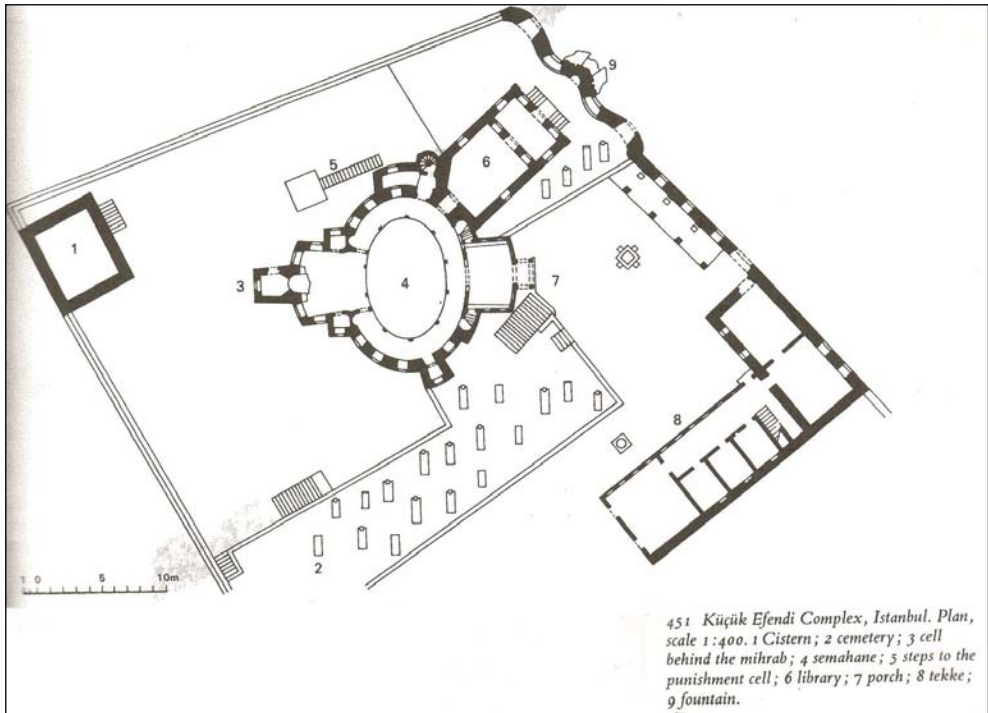 9
5
6
1
3
4
7
8
2
1 0 5 10m
451 Küçük Efendi Complex, Istanbul. Plan,
scale 1:400. 1 Cistern; 2 cemetery; 3 cell
behind the mihrab; 4 semahane; 5 steps to the
punishment cell; 6 library; 7 porch; 8 tekke;
9 fountain.